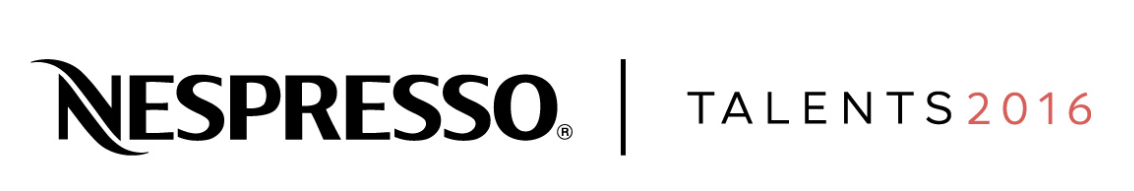 NESPRESSO® | TALENTS2016